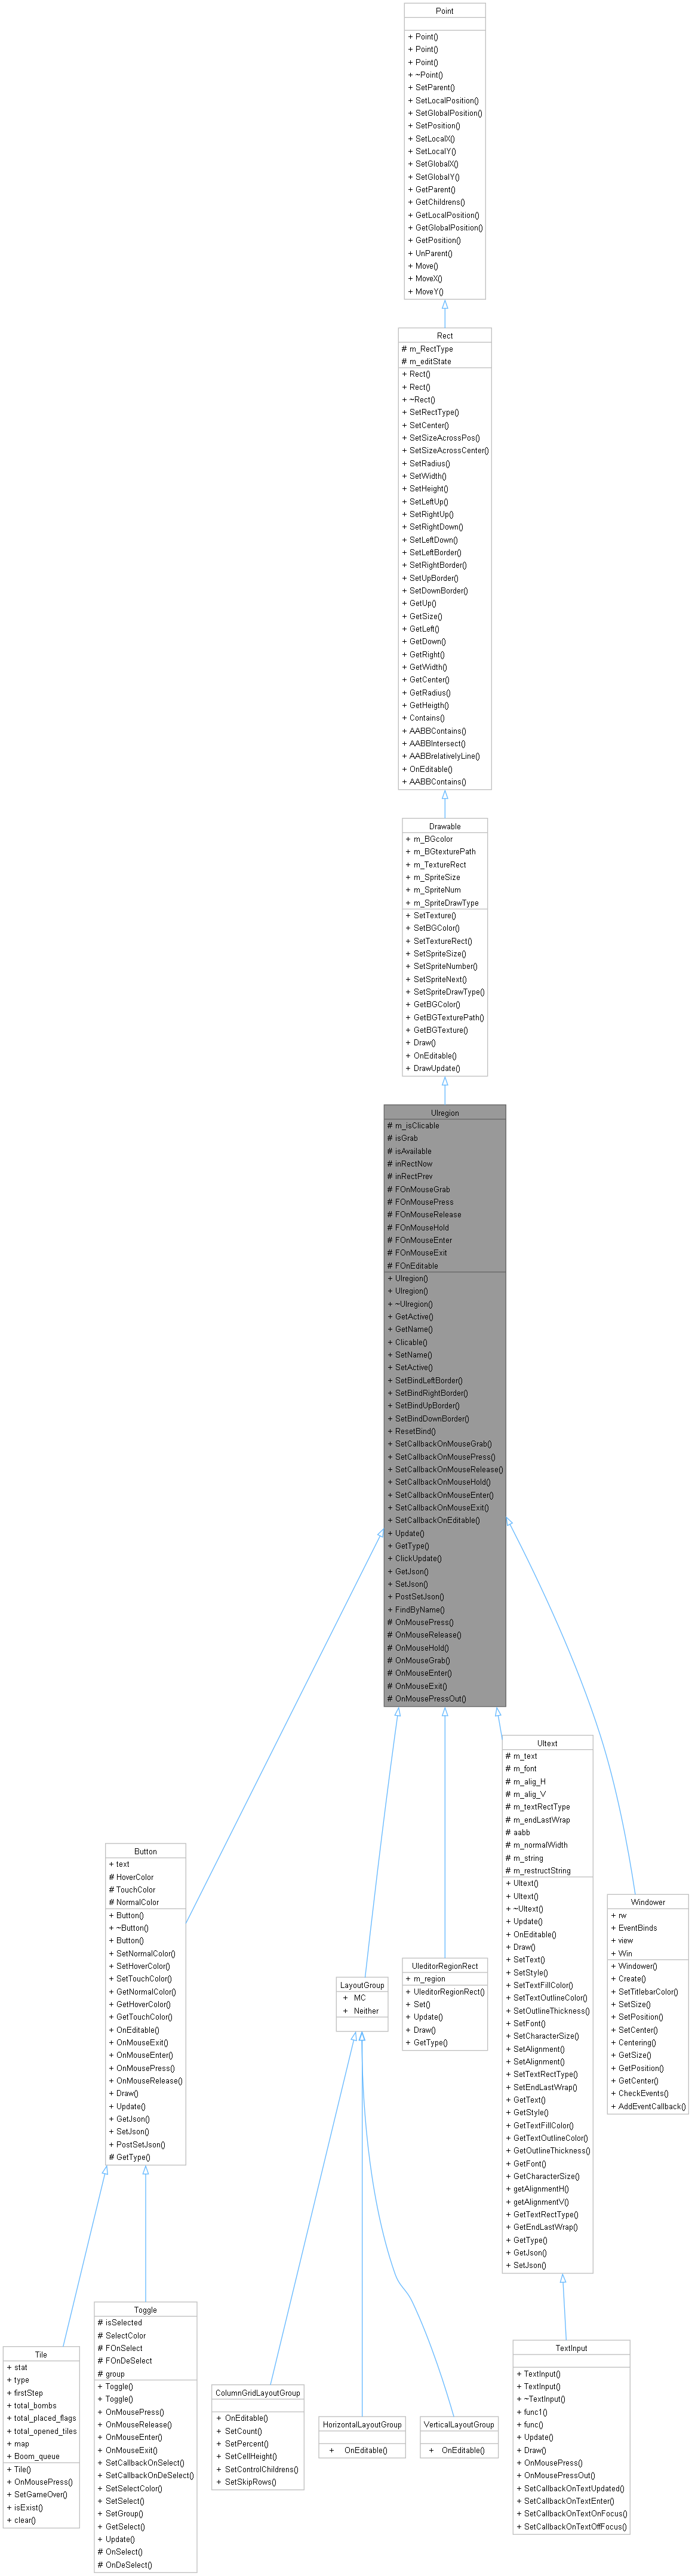 Point
+ Point()
+ Point()
+ Point()
+ ~Point()
+ SetParent()
+ SetLocalPosition()
+ SetGlobalPosition()
+ SetPosition()
+ SetLocalX()
+ SetLocalY()
+ SetGlobalX()
+ SetGlobalY()
+ GetParent()
+ GetChildrens()
+ GetLocalPosition()
+ GetGlobalPosition()
+ GetPosition()
+ UnParent()
+ Move()
+ MoveX()
+ MoveY()
Rect
# m_RectType
# m_editState
+ Rect()
+ Rect()
+ ~Rect()
+ SetRectType()
+ SetCenter()
+ SetSizeAcrossPos()
+ SetSizeAcrossCenter()
+ SetRadius()
+ SetWidth()
+ SetHeight()
+ SetLeftUp()
+ SetRightUp()
+ SetRightDown()
+ SetLeftDown()
+ SetLeftBorder()
+ SetRightBorder()
+ SetUpBorder()
+ SetDownBorder()
+ GetUp()
+ GetSize()
+ GetLeft()
+ GetDown()
+ GetRight()
+ GetWidth()
+ GetCenter()
+ GetRadius()
+ GetHeigth()
+ Contains()
+ AABBContains()
+ AABBIntersect()
+ AABBrelativelyLine()
+ OnEditable()
+ AABBContains()
Drawable
+ m_BGcolor
+ m_BGtexturePath
+ m_TextureRect
+ m_SpriteSize
+ m_SpriteNum
+ m_SpriteDrawType
+ SetTexture()
+ SetBGColor()
+ SetTextureRect()
+ SetSpriteSize()
+ SetSpriteNumber()
+ SetSpriteNext()
+ SetSpriteDrawType()
+ GetBGColor()
+ GetBGTexturePath()
+ GetBGTexture()
+ Draw()
+ OnEditable()
+ DrawUpdate()
UIregion
# m_isClicable
# isGrab
# isAvailable
# inRectNow
# inRectPrev
# FOnMouseGrab
# FOnMousePress
# FOnMouseRelease
# FOnMouseHold
# FOnMouseEnter
# FOnMouseExit
# FOnEditable
+ UIregion()
+ UIregion()
+ ~UIregion()
+ GetActive()
+ GetName()
+ Clicable()
+ SetName()
+ SetActive()
+ SetBindLeftBorder()
+ SetBindRightBorder()
+ SetBindUpBorder()
+ SetBindDownBorder()
+ ResetBind()
+ SetCallbackOnMouseGrab()
+ SetCallbackOnMousePress()
+ SetCallbackOnMouseRelease()
+ SetCallbackOnMouseHold()
+ SetCallbackOnMouseEnter()
+ SetCallbackOnMouseExit()
+ SetCallbackOnEditable()
+ Update()
+ GetType()
+ ClickUpdate()
+ GetJson()
+ SetJson()
+ PostSetJson()
+ FindByName()
# OnMousePress()
# OnMouseRelease()
# OnMouseHold()
# OnMouseGrab()
# OnMouseEnter()
# OnMouseExit()
# OnMousePressOut()
Button
+ text
# HoverColor
# TouchColor
# NormalColor
+ Button()
+ ~Button()
+ Button()
+ SetNormalColor()
+ SetHoverColor()
+ SetTouchColor()
+ GetNormalColor()
+ GetHoverColor()
+ GetTouchColor()
+ OnEditable()
+ OnMouseExit()
+ OnMouseEnter()
+ OnMousePress()
+ OnMouseRelease()
+ Draw()
+ Update()
+ GetJson()
+ SetJson()
+ PostSetJson()
# GetType()
LayoutGroup
+ MC
+ Neither
UIeditorRegionRect
+ m_region
+ UIeditorRegionRect()
+ Set()
+ Update()
+ Draw()
+ GetType()
UItext
# m_text
# m_font
# m_alig_H
# m_alig_V
# m_textRectType
# m_endLastWrap
# aabb
# m_normalWidth
# m_string
# m_restructString
+ UItext()
+ UItext()
+ ~UItext()
+ Update()
+ OnEditable()
+ Draw()
+ SetText()
+ SetStyle()
+ SetTextFillColor()
+ SetTextOutlineColor()
+ SetOutlineThickness()
+ SetFont()
+ SetCharacterSize()
+ SetAlignment()
+ SetAlignment()
+ SetTextRectType()
+ SetEndLastWrap()
+ GetText()
+ GetStyle()
+ GetTextFillColor()
+ GetTextOutlineColor()
+ GetOutlineThickness()
+ GetFont()
+ GetCharacterSize()
+ getAlignmentH()
+ getAlignmentV()
+ GetTextRectType()
+ GetEndLastWrap()
+ GetType()
+ GetJson()
+ SetJson()
Windower
+ rw
+ EventBinds
+ view
+ Win
+ Windower()
+ Create()
+ SetTitlebarColor()
+ SetSize()
+ SetPosition()
+ SetCenter()
+ Centering()
+ GetSize()
+ GetPosition()
+ GetCenter()
+ CheckEvents()
+ AddEventCallback()
Tile
+ stat
+ type
+ firstStep
+ total_bombs
+ total_placed_flags
+ total_opened_tiles
+ map
+ Boom_queue
+ Tile()
+ OnMousePress()
+ SetGameOver()
+ isExist()
+ clear()
Toggle
# isSelected
# SelectColor
# FOnSelect
# FOnDeSelect
# group
+ Toggle()
+ Toggle()
+ OnMousePress()
+ OnMouseRelease()
+ OnMouseEnter()
+ OnMouseExit()
+ SetCallbackOnSelect()
+ SetCallbackOnDeSelect()
+ SetSelectColor()
+ SetSelect()
+ SetGroup()
+ GetSelect()
+ Update()
# OnSelect()
# OnDeSelect()
ColumnGridLayoutGroup
+ OnEditable()
+ SetCount()
+ SetPercent()
+ SetCellHeight()
+ SetControlChildrens()
+ SetSkipRows()
HorizontalLayoutGroup
+ OnEditable()
VerticalLayoutGroup
+ OnEditable()
TextInput
+ TextInput()
+ TextInput()
+ ~TextInput()
+ func1()
+ func()
+ Update()
+ Draw()
+ OnMousePress()
+ OnMousePressOut()
+ SetCallbackOnTextUpdated()
+ SetCallbackOnTextEnter()
+ SetCallbackOnTextOnFocus()
+ SetCallbackOnTextOffFocus()